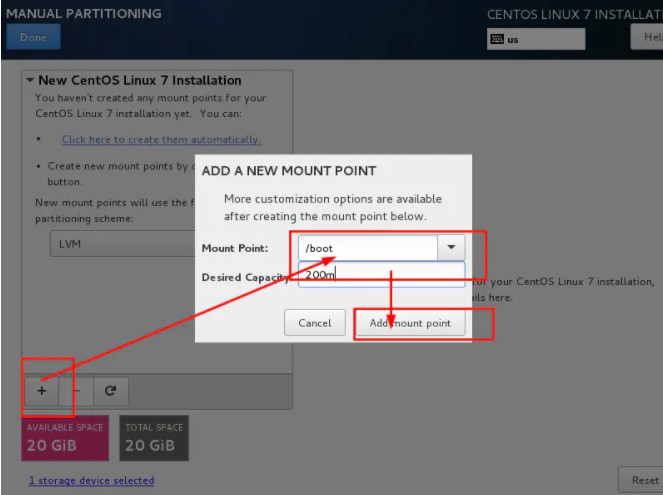 MANUAL PARTITIONING
CENTOS LINUX 7 INSTALLATI
Done
us
Hel
New CentOS Linux 7 Installation
You haven't created any mount points for your
CentOS Linux 7 installation yet. You can:
Click here to create them automatically.
Create new mount points by c
button.
New mount points will use the f
partitioning scheme:
LVM
ADD A NEW MOUNT POINT
More customization options are available
after creating the mount point below.
Mount Point:
/boot
Desired Capacity
200m
Cancel
Add mount point
for your CentOS Linux 7 installation,
ils here.
+ -
AVAILABLE SPACE
20 GiB
TOTAL SPACE
20 GiB
1 storage device selected
Reset